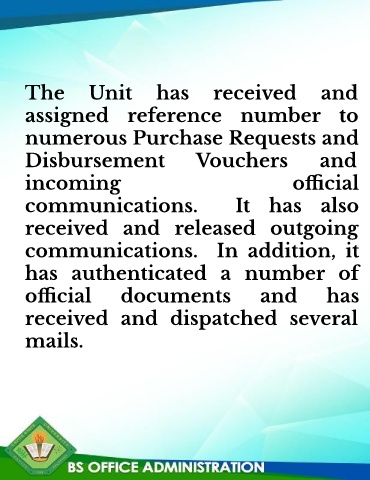 The Unit has received and
assigned reference number to
numerous Purchase Requests and
Disbursement Vouchers and
incoming official
communications. It has also
received and released outgoing
communications. In addition, it
has authenticated a number of
official documents and has
received and dispatched several
mails.
BS OFFICE ADMINISTRATION